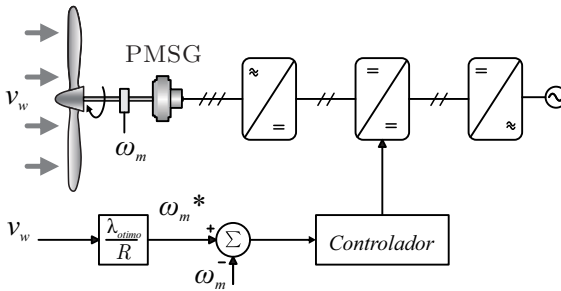 PMSG
v_w
≈
=
=
=
=
≈
ω_m
ω_m*
v_w
λ_otimo
R
+
Σ
-
ω_m
Controlador